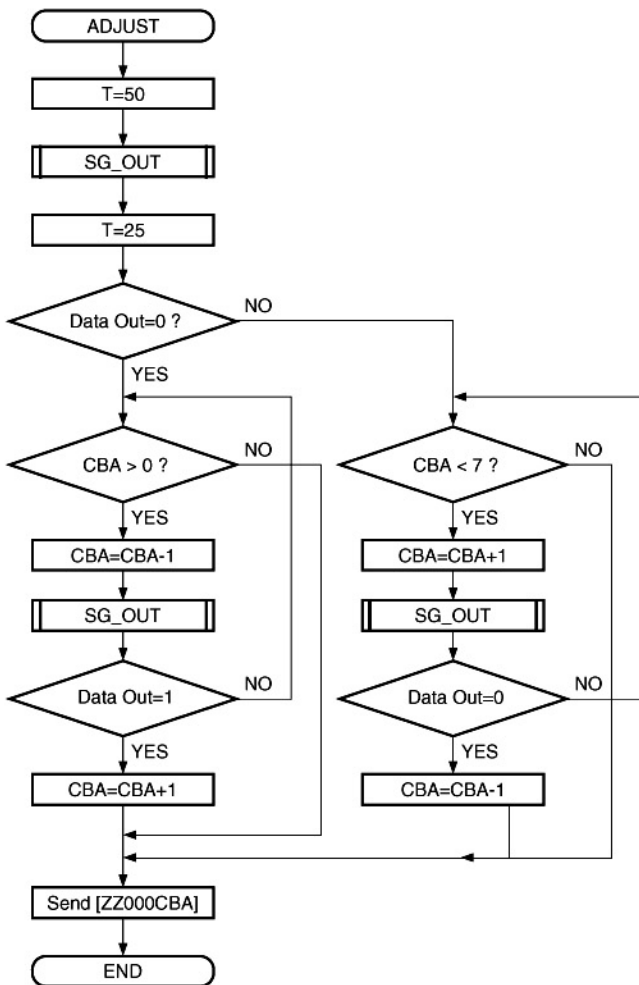 ADJUST
T=50
SG_OUT
T=25
Data Out=0 ?
NO
YES
CBA > 0 ?
NO
YES
CBA=CBA-1
SG_OUT
Data Out=1
NO
YES
CBA=CBA+1
CBA < 7 ?
NO
YES
CBA=CBA+1
SG_OUT
Data Out=0
NO
YES
CBA=CBA-1
Send [ZZ000CBA]
END